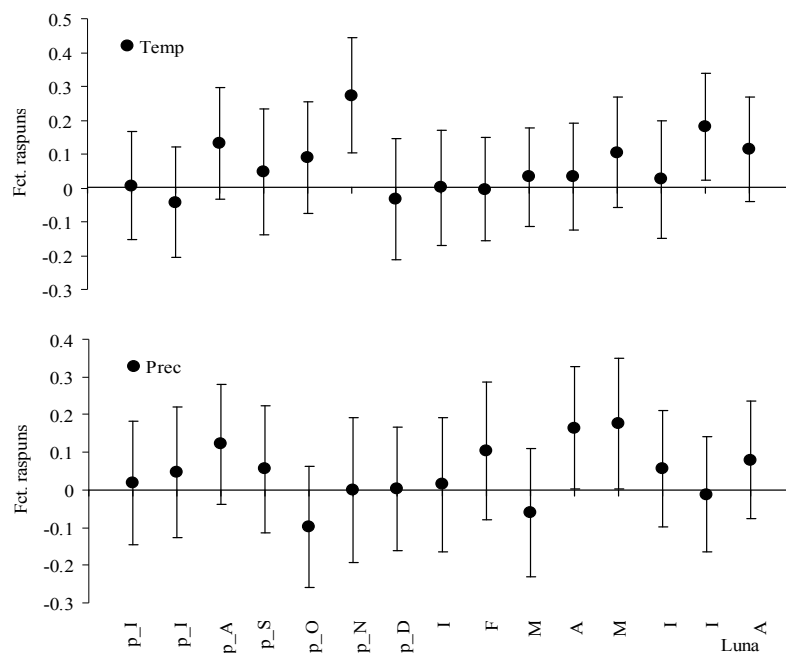 0.5
0.4
0.3
0.2
0.1
0
-0.1
-0.2
-0.3
Fct. raspuns
Temp
0.4
0.3
0.2
0.1
0
-0.1
-0.2
-0.3
Fct. raspuns
Prec
p_I
p_I
p_A
p_S
p_O
p_N
p_D
I
F
M
A
M
I
I
A
Luna